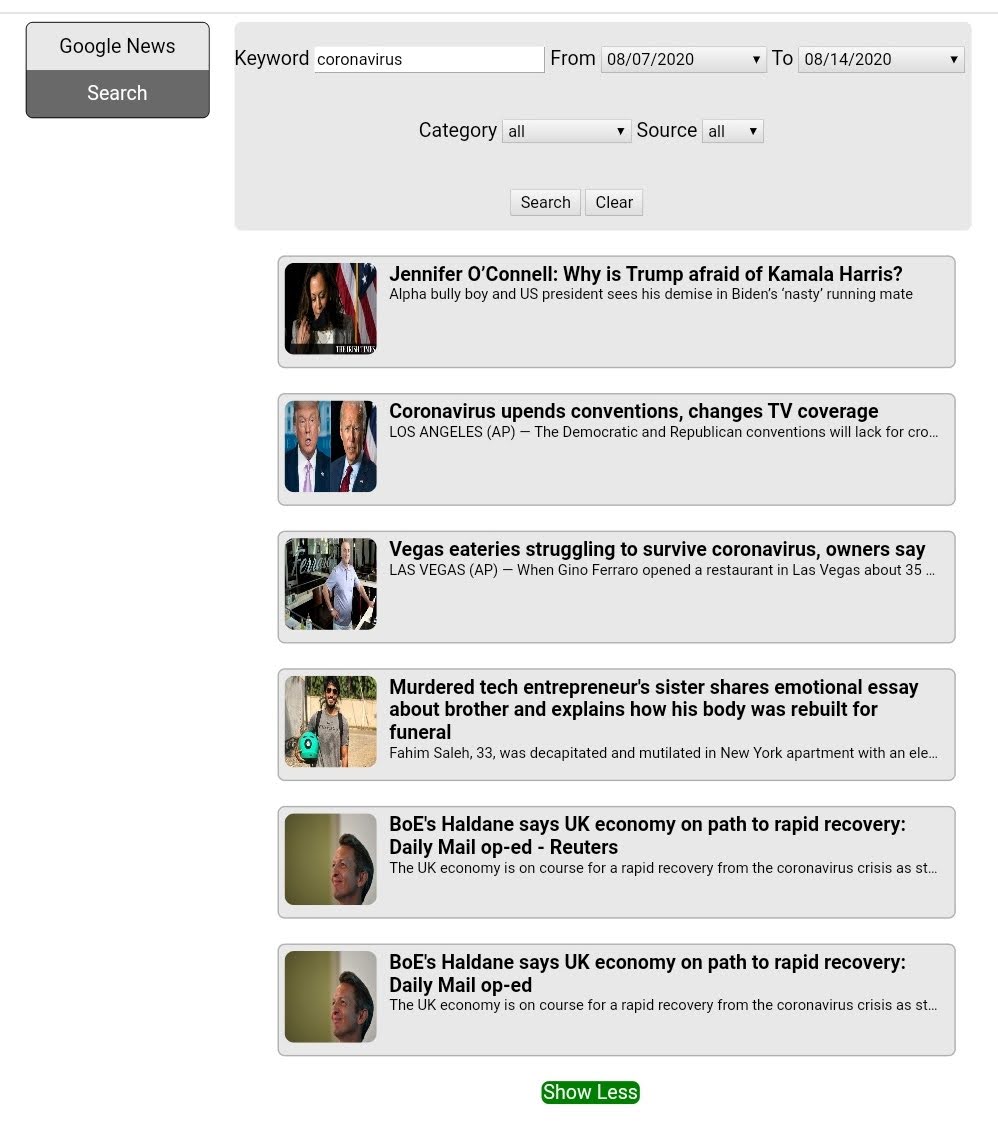 Google News
Search
Keyword coronavirus From 08/07/2020 To 08/14/2020
Category all Source all
Search Clear
Jennifer O’Connell: Why is Trump afraid of Kamala Harris?
Alpha bully boy and US president sees his demise in Biden’s ‘nasty’ running mate
THE IRISH TIMES
Coronavirus upends conventions, changes TV coverage
LOS ANGELES (AP) — The Democratic and Republican conventions will lack for cro...
Vegas eateries struggling to survive coronavirus, owners say
LAS VEGAS (AP) — When Gino Ferraro opened a restaurant in Las Vegas about 35 ...
Ferraro's
Murdered tech entrepreneur's sister shares emotional essay
about brother and explains how his body was rebuilt for
funeral
Fahim Saleh, 33, was decapitated and mutilated in New York apartment with an ele...
BoE's Haldane says UK economy on path to rapid recovery:
Daily Mail op-ed - Reuters
The UK economy is on course for a rapid recovery from the coronavirus crisis as st...
BoE's Haldane says UK economy on path to rapid recovery:
Daily Mail op-ed
The UK economy is on course for a rapid recovery from the coronavirus crisis as st...
Show Less